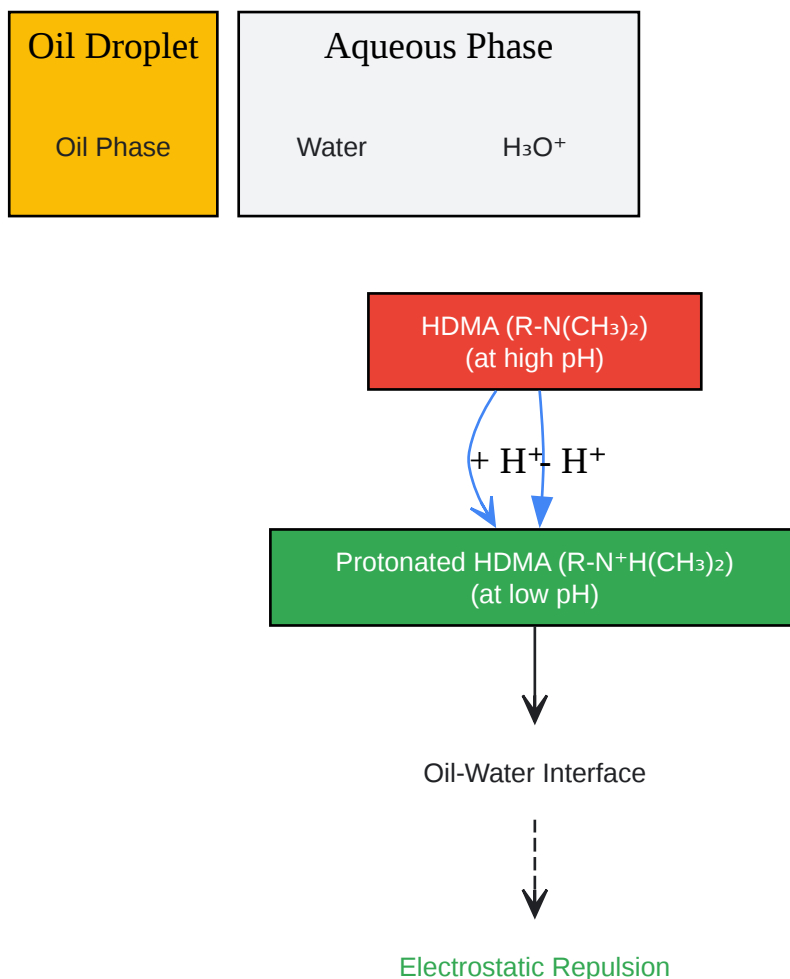 Oil Droplet
Aqueous Phase
Oil Phase
Water
H₃O⁺
HDMA (R-N(CH₃)₂)
(at high pH)
+ H⁺
- H⁺
Protonated HDMA (R-N⁺H(CH₃)₂)
(at low pH)
Oil-Water Interface
Electrostatic Repulsion